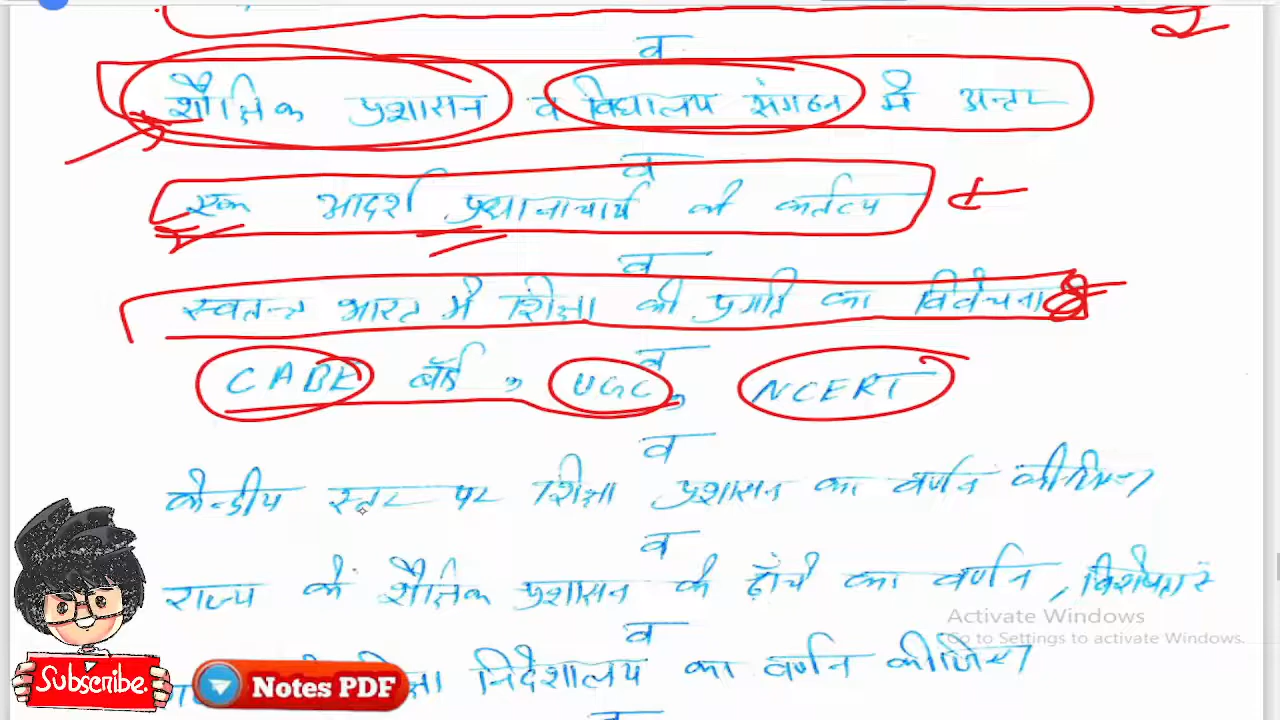 व
शैक्षिक प्रशासन व विद्यालय संगठन में अन्तर
व
एक आदर्श प्रधानाचार्य के कर्तव्य
व
स्वतन्त्र भारत में शिक्षा की प्रगति का विवेचना
व
CABE बोर्ड, UGC, NCERT
व
केन्द्रीय स्तर पर शिक्षा प्रशासन का वर्णन कीजिए।
व
राज्य के शैक्षिक प्रशासन के ढाँचे का वर्णन, विशेषताएं
Activate Windows
Go to Settings to activate Windows.
व
निदेशालय का वर्णन कीजिए।
Subscribe.
Notes PDF
व